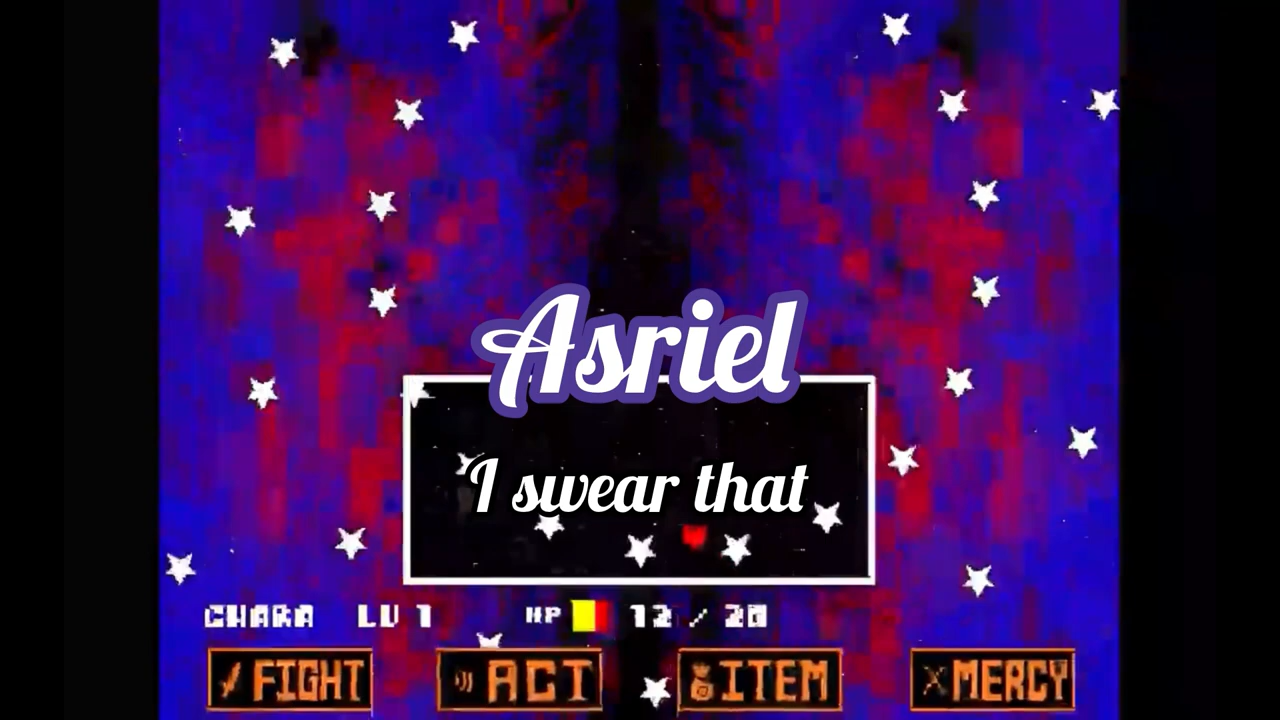 Asriel
I swear that
CHARA LV 1 HP 12 / 20
FIGHT ACT ITEM MERCY